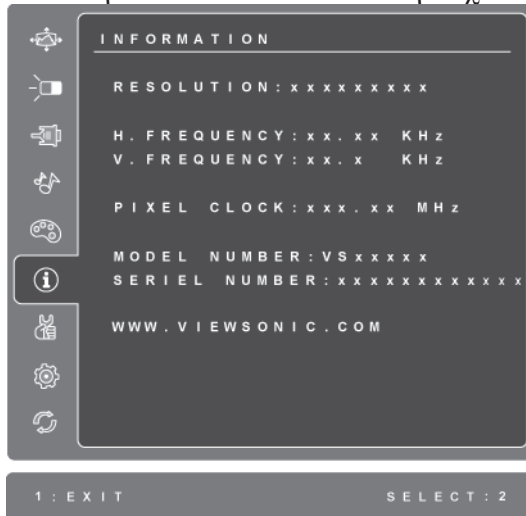 INFORMATION
RESOLUTION: xxxxxxxxx
H. FREQUENCY: xx.xx KHz
V. FREQUENCY: xx.x KHz
PIXEL CLOCK: xxx.xx MHz
MODEL NUMBER: VSxxxxx
SERIEL NUMBER: xxxxxxxxxxxx
WWW.VIEWSONIC.COM
1: EXIT SELECT: 2